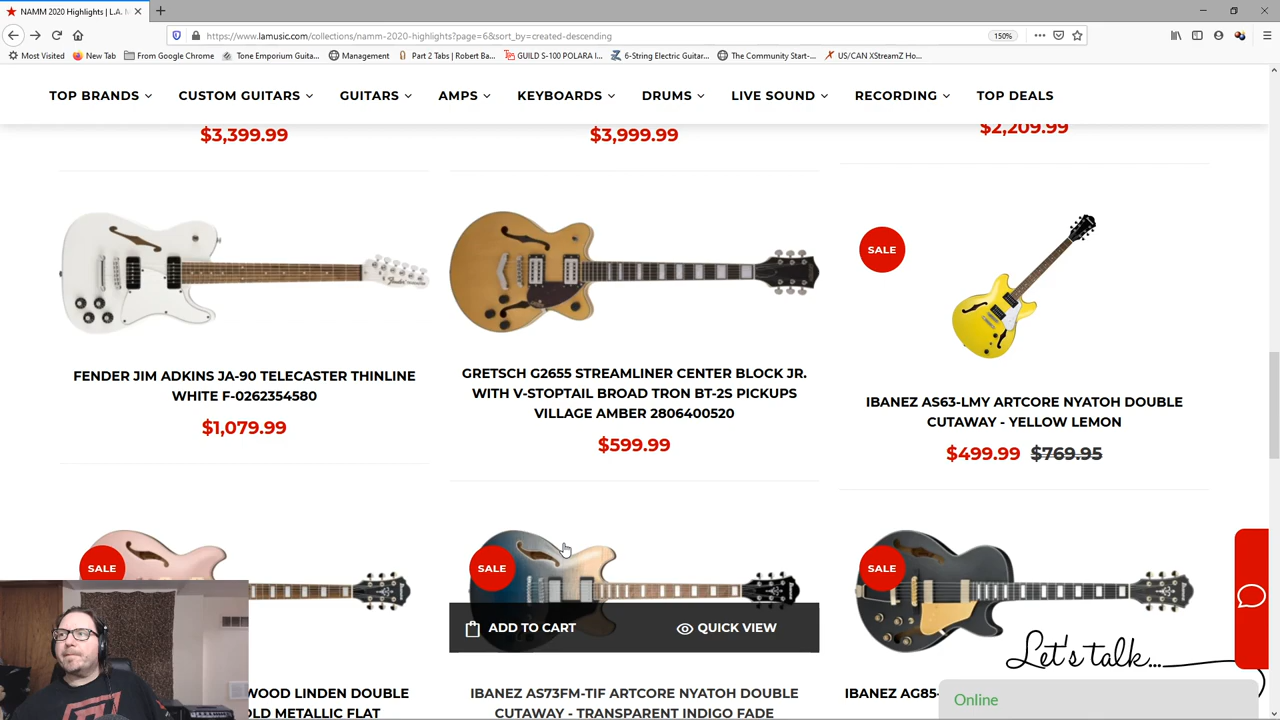 NAMM 2020 Highlights | L.A. M
https://www.lamusic.com/collections/namm-2020-highlights?page=6&sort_by=created-descending
150%
Most Visited
New Tab
From Google Chrome
Tone Emporium Guita...
Management
Part 2 Tabs | Robert Ba...
GUILD S-100 POLARA I...
6-String Electric Guitar...
The Community Start-...
US/CAN XStreamZ Ho...
TOP BRANDS
CUSTOM GUITARS
GUITARS
AMPS
KEYBOARDS
DRUMS
LIVE SOUND
RECORDING
TOP DEALS
$3,399.99
$3,999.99
$2,209.99
FENDER JIM ADKINS JA-90 TELECASTER THINLINE
WHITE F-0262354580
$1,079.99
GRETSCH G2655 STREAMLINER CENTER BLOCK JR.
WITH V-STOPTAIL BROAD TRON BT-2S PICKUPS
VILLAGE AMBER 2806400520
$599.99
SALE
IBANEZ AS63-LMY ARTCORE NYATOH DOUBLE
CUTAWAY - YELLOW LEMON
$499.99 $769.95
SALE
WOOD LINDEN DOUBLE
OLD METALLIC FLAT
SALE
ADD TO CART
QUICK VIEW
IBANEZ AS73FM-TIF ARTCORE NYATOH DOUBLE
CUTAWAY - TRANSPARENT INDIGO FADE
SALE
IBANEZ AG85-
Let's talk...
Online